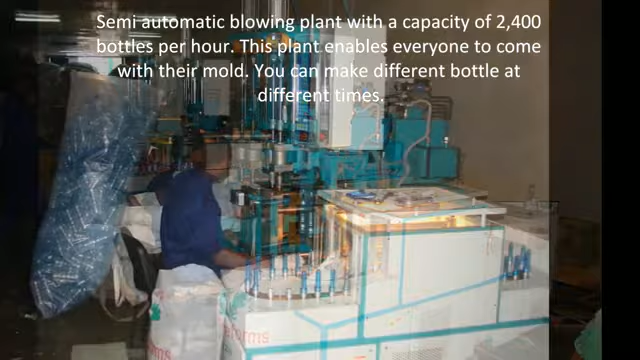 Semi automatic blowing plant with a capacity of 2,400
bottles per hour. This plant enables everyone to come
with their mold. You can make different bottle at
different times.